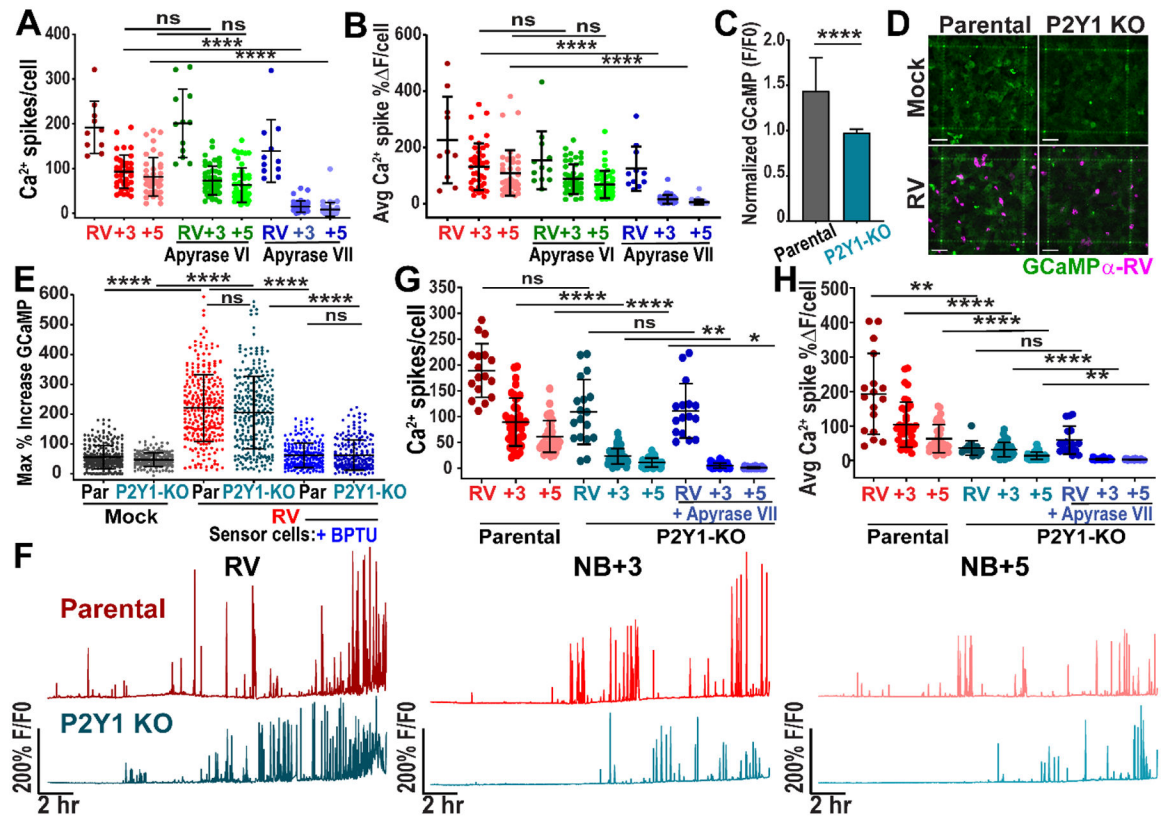 A
Ca²⁺ spikes/cell
400
300
200
100
0
ns
ns
****
****
RV +3 +5 RV +3 +5 RV +3 +5
Apyrase VI Apyrase VII
B
Avg Ca²⁺ spike %ΔF/cell
600
500
400
300
200
100
0
ns
ns
****
****
RV +3 +5 RV +3 +5 RV +3 +5
Apyrase VI Apyrase VII
C
Normalized GCaMP (F/F0)
2.0
1.5
1.0
0.5
0
****
Parental
P2Y1-KO
D
Parental P2Y1 KO
Mock
RV
GCaMP α-RV
E
Max % Increase GCaMP
600
500
400
300
200
100
0
**** **** **** ****
ns ns
Par P2Y1-KO Par P2Y1-KO Par P2Y1-KO
Mock RV
Sensor cells: + BPTU
G
Ca²⁺ spikes/cell
350
300
250
200
150
100
50
0
ns
****
****
ns
**
*
RV +3 +5 RV +3 +5 RV +3 +5
+ Apyrase VII
Parental P2Y1-KO
H
Avg Ca²⁺ spike %ΔF/cell
500
400
300
200
100
0
**
****
****
ns
****
**
RV +3 +5 RV +3 +5 RV +3 +5
+ Apyrase VII
Parental P2Y1-KO
F
RV NB+3 NB+5
Parental
P2Y1 KO
200% F/F0
2 hr
200% F/F0
2 hr
200% F/F0
2 hr